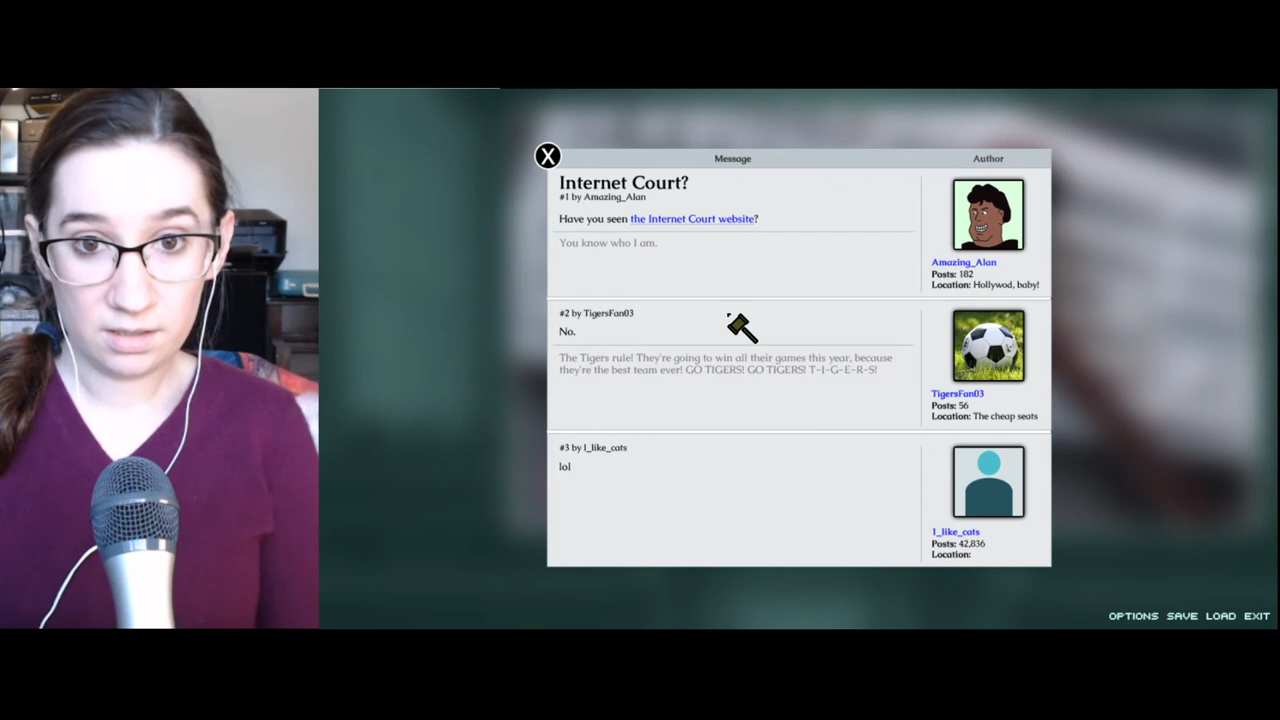 X
Message
Author
Internet Court?
#1 by Amazing_Alan
Have you seen the Internet Court website?
You know who I am.
Amazing_Alan
Posts: 182
Location: Hollywod, baby!
#2 by TigersFan03
No.
The Tigers rule! They're going to win all their games this year, because
they're the best team ever! GO TIGERS! GO TIGERS! T-I-G-E-R-S!
TigersFan03
Posts: 56
Location: The cheap seats
#3 by l_like_cats
lol
1_like_cats
Posts: 42,836
Location:
OPTIONS SAVE LOAD EXIT